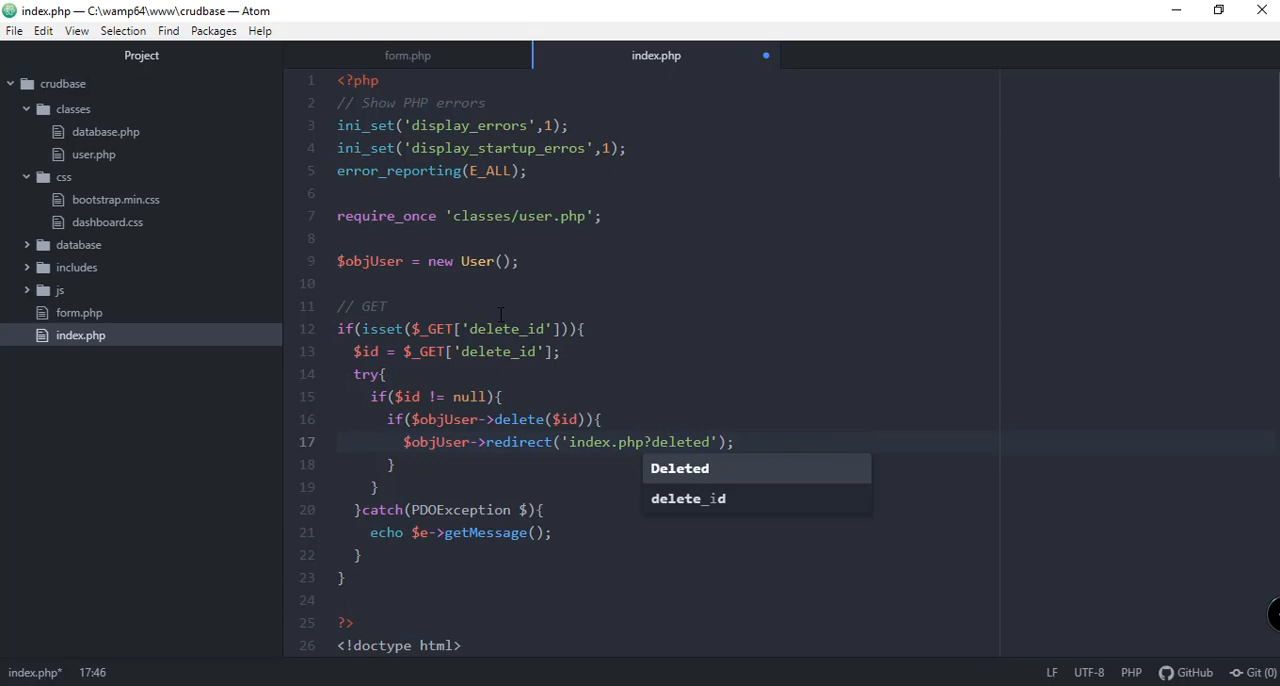 index.php — C:\wamp64\www\crudbase — Atom
File Edit View Selection Find Packages Help
Project
form.php
index.php
crudbase
classes
database.php
user.php
css
bootstrap.min.css
dashboard.css
database
includes
js
form.php
index.php
1 <?php
2 // Show PHP errors
3 ini_set('display_errors',1);
4 ini_set('display_startup_erros',1);
5 error_reporting(E_ALL);
6
7 require_once 'classes/user.php';
8
9 $objUser = new User();
10
11 // GET
12 if(isset($_GET['delete_id'])){
13 $id = $_GET['delete_id'];
14 try{
15 if($id != null){
16 if($objUser->delete($id)){
17 $objUser->redirect('index.php?deleted');
18 }
Deleted
19 }
delete_id
20 }catch(PDOException $){
21 echo $e->getMessage();
22 }
23 }
24
25 ?>
26 <!doctype html>
index.php* 17:46 LF UTF-8 PHP GitHub Git (0)